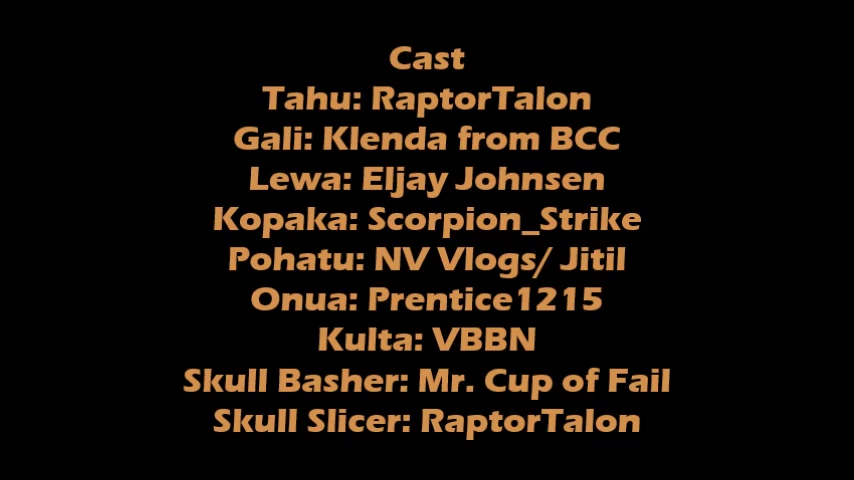 Cast
Tahu: RaptorTalon
Gali: Klenda from BCC
Lewa: Eljay Johnsen
Kopaka: Scorpion_Strike
Pohatu: NV Vlogs/ Jitil
Onua: Prentice1215
Kulta: VBBN
Skull Basher: Mr. Cup of Fail
Skull Slicer: RaptorTalon